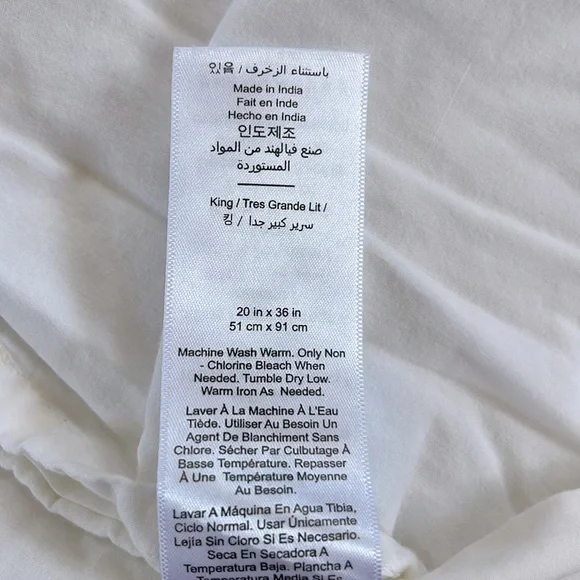 있음 / باستثناء الزخرف
Made in India
Fait en Inde
Hecho en India
인도제조
صنع فيالهند من المواد
المستوردة
King / Tres Grande Lit /
킹 / سرير كبير جدا
20 in x 36 in
51 cm x 91 cm
Machine Wash Warm. Only Non
- Chlorine Bleach When
Needed. Tumble Dry Low.
Warm Iron As Needed.
Laver À La Machine À L'Eau
Tiède. Utiliser Au Besoin Un
Agent De Blanchiment Sans
Chlore. Sécher Par Culbutage À
Basse Température. Repasser
À Une Température Moyenne
Au Besoin.
Lavar A Máquina En Agua Tibia,
Ciclo Normal. Usar Únicamente
Lejía Sin Cloro Si Es Necesario.
Seca En Secadora A
Temperatura Baja. Plancha A
Temperatura Media Si Es